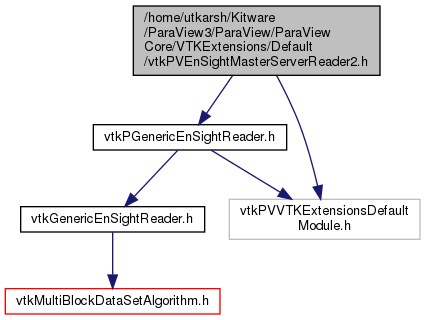 /home/utkarsh/Kitware
/ParaView3/ParaView/ParaView
Core/VTKExtensions/Default
/vtkPVEnSightMasterServerReader2.h
vtkPGenericEnSightReader.h
vtkGenericEnSightReader.h
vtkPVVTKExtensionsDefault
Module.h
vtkMultiBlockDataSetAlgorithm.h